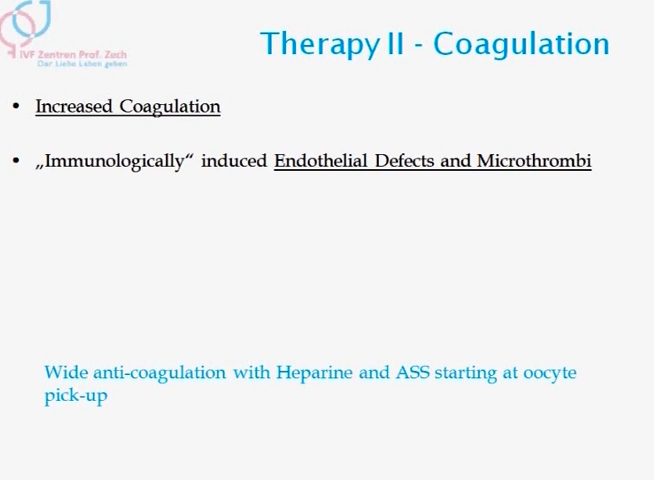 IVF Zentren Prof. Zech
Der Liebe Leben geben.
Therapy II - Coagulation
• Increased Coagulation
• „Immunologically“ induced Endothelial Defects and Microthrombi
Wide anti-coagulation with Heparine and ASS starting at oocyte
pick-up